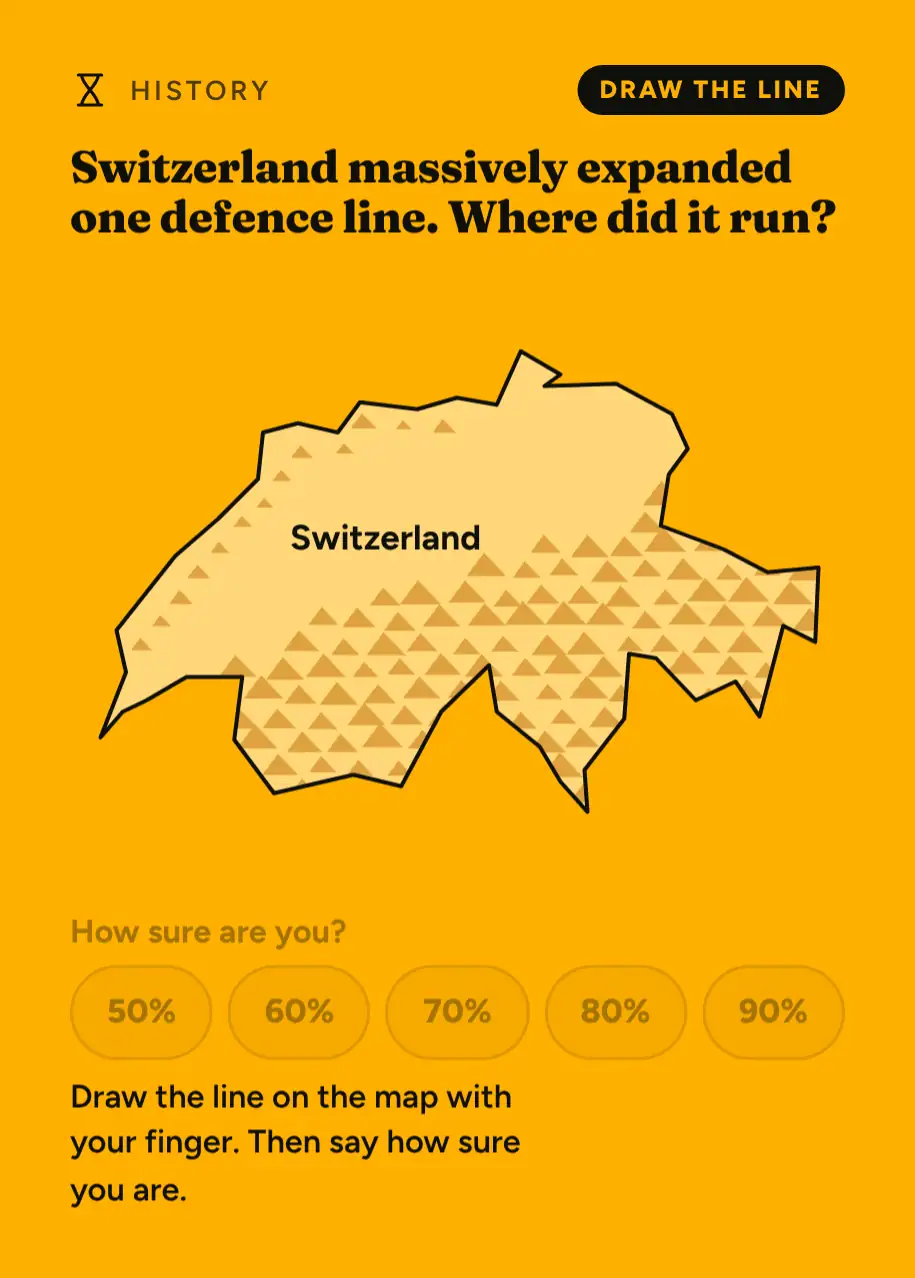 HISTORY
DRAW THE LINE
Switzerland massively expanded
one defence line. Where did it run?
Switzerland
How sure are you?
50%
60%
70%
80%
90%
Draw the line on the map with
your finger. Then say how sure
you are.